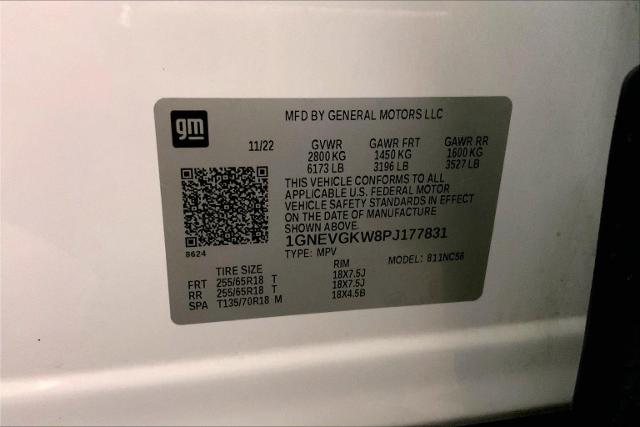 gm
MFD BY GENERAL MOTORS LLC
11/22 GVWR GAWR FRT GAWR RR
2800 KG 1450 KG 1600 KG
6173 LB 3196 LB 3527 LB
THIS VEHICLE CONFORMS TO ALL
APPLICABLE U.S. FEDERAL MOTOR
VEHICLE SAFETY STANDARDS IN EFFECT
ON THE DATE OF MANUFACTURE
SHOWN ABOVE.
1GNEVGKW8PJ177831
8624
TYPE: MPV MODEL: 811NC56
TIRE SIZE RIM
FRT 255/65R18 T 18X7.5J
RR 255/65R18 T 18X7.5J
SPA T135/70R18 M 18X4.5B